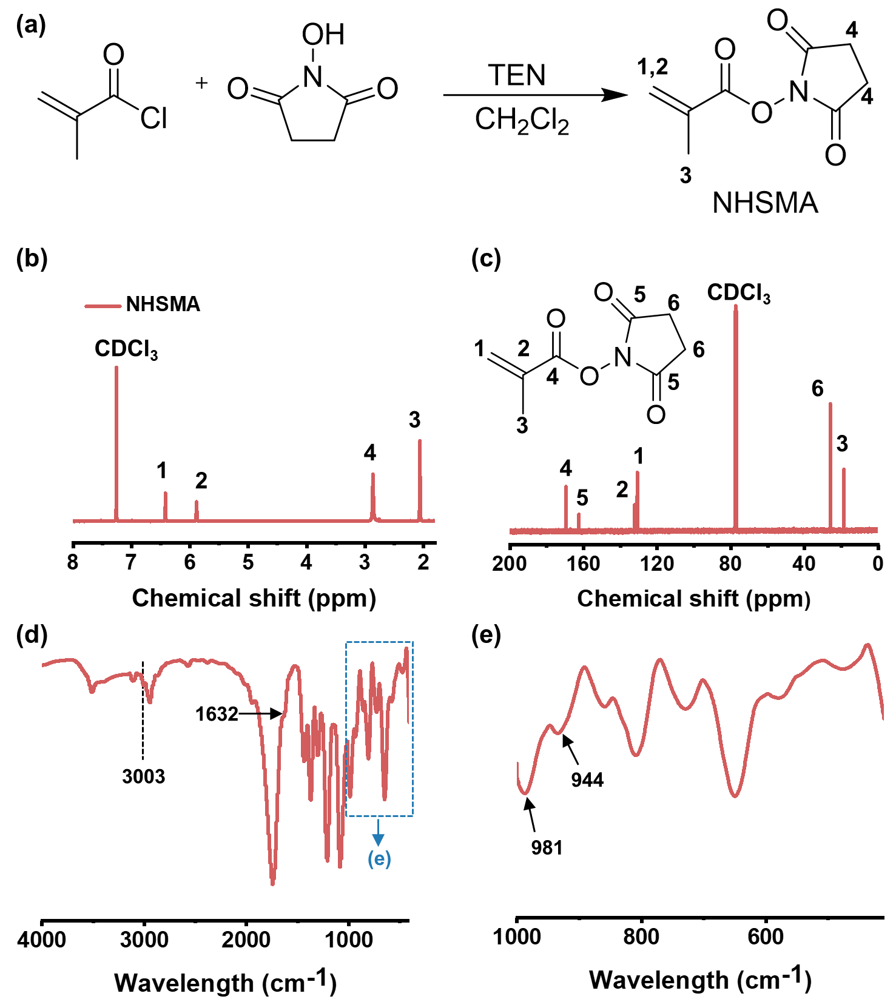 (a)
O
Cl
+
OH
N
O
O
TEN
CH₂Cl₂
1,2
3
O
O
N
O
O
4
4
NHSMA
(b)
NHSMA
CDCl₃
1
2
4
3
8 7 6 5 4 3 2
Chemical shift (ppm)
(c)
1
2
3
O
4
O
N
O
5
6
6
5
O
CDCl₃
4
5
2
1
6
3
200 160 120 80 40 0
Chemical shift (ppm)
(d)
3003
1632
(e)
4000 3000 2000 1000
Wavelength (cm-1)
(e)
981
944
1000 800 600
Wavelength (cm-1)